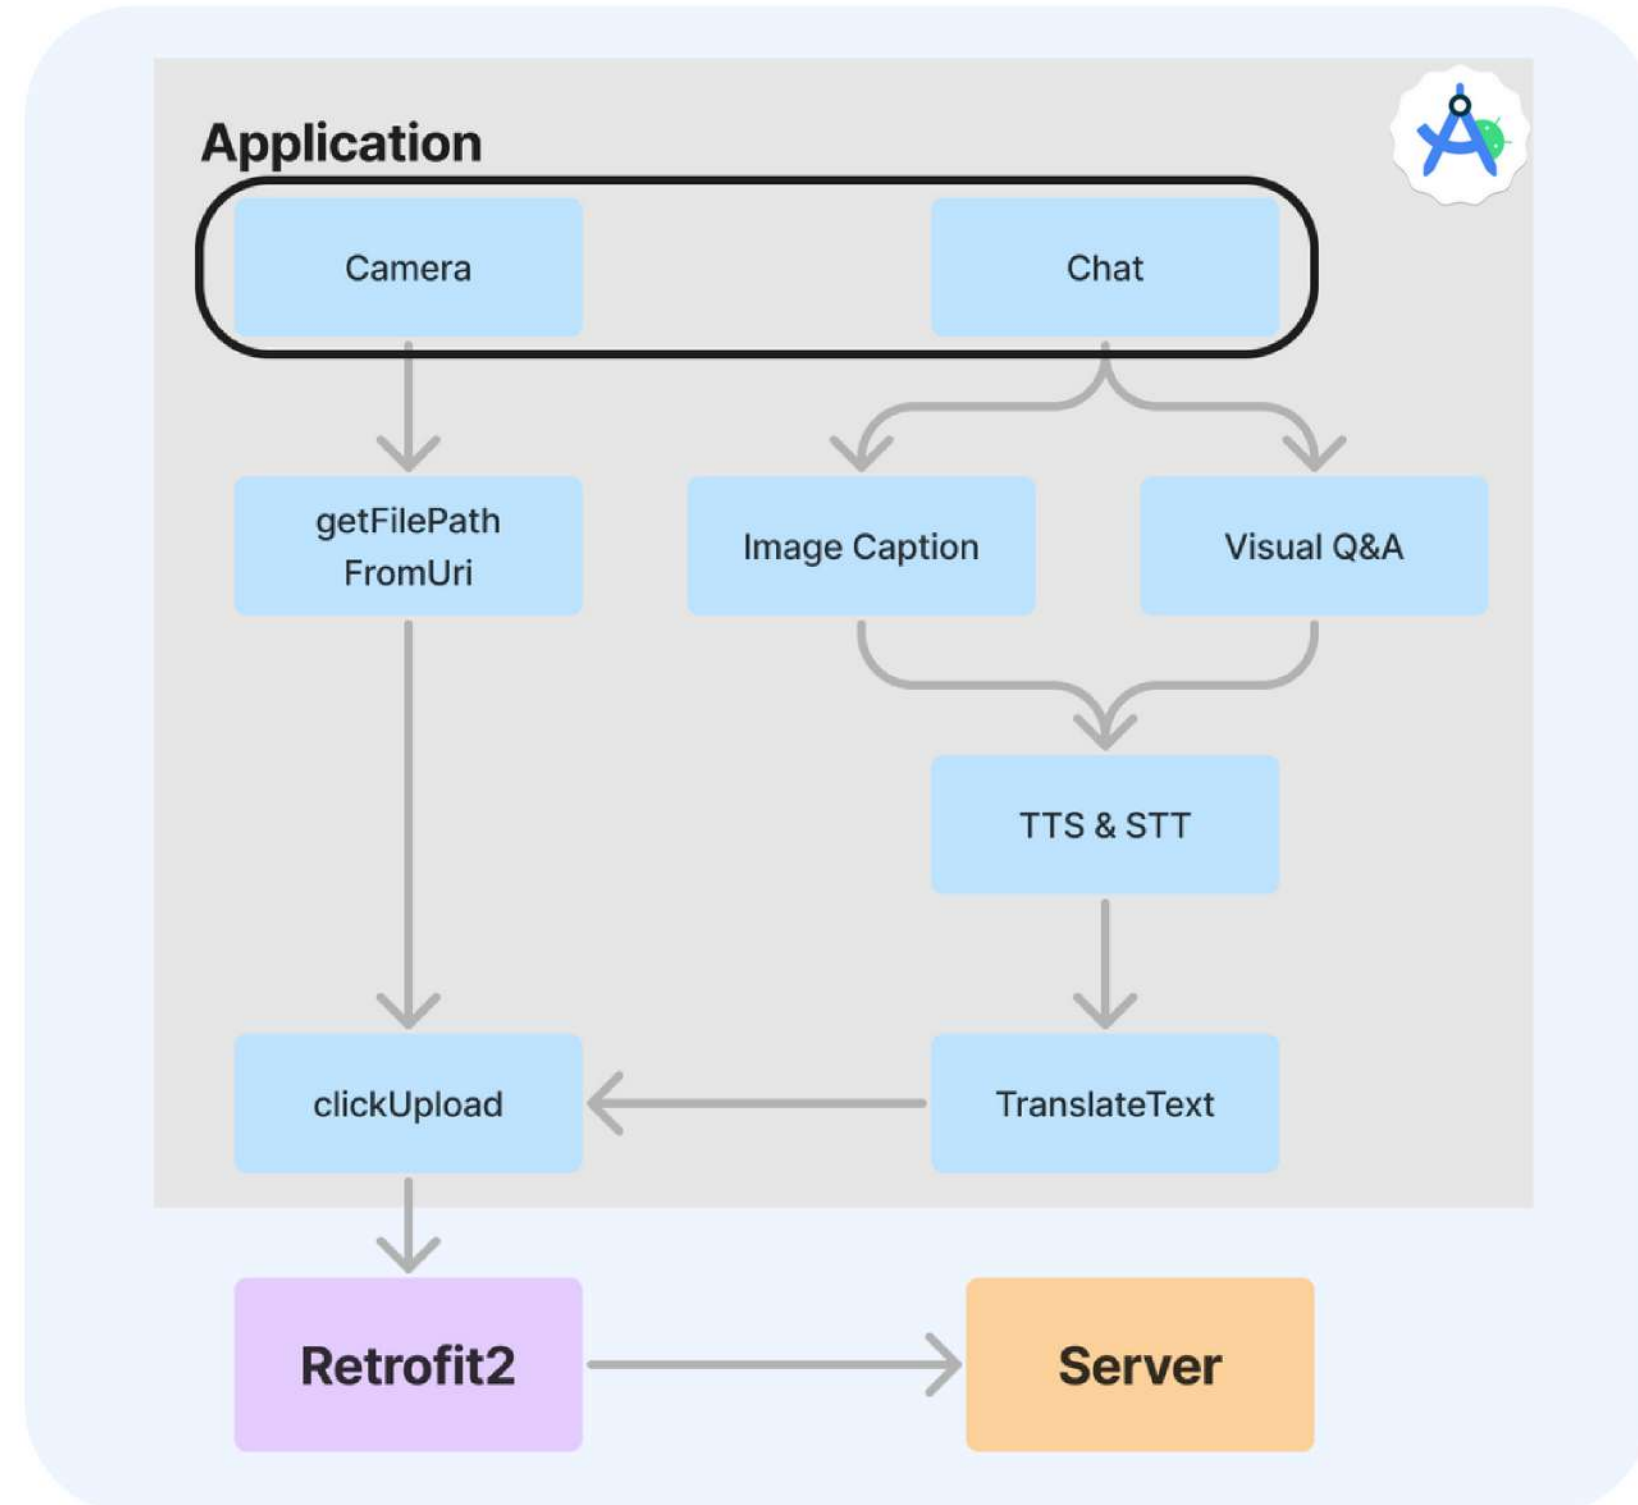 Application
Camera
Chat
getFilePath
FromUri
Image Caption
Visual Q&A
TTS & STT
clickUpload
TranslateText
Retrofit2
Server